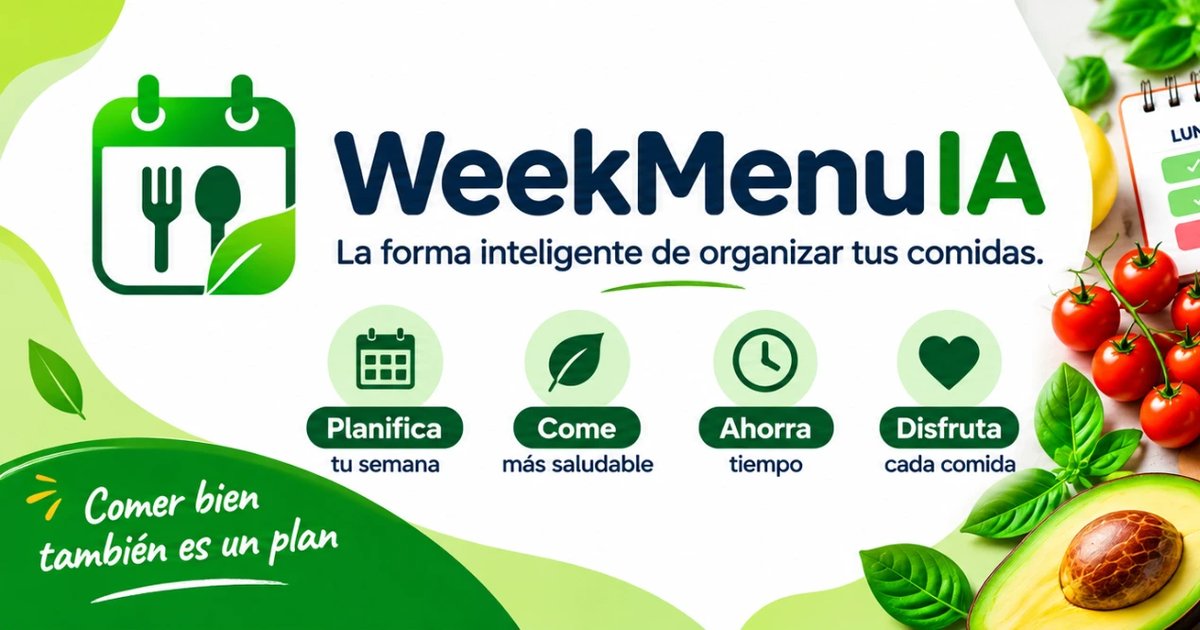 WeekMenuIA
La forma inteligente de organizar tus comidas.
Planifica
tu semana
Come
más saludable
Ahorra
tiempo
Disfruta
cada comida
Comer bien
también es un plan